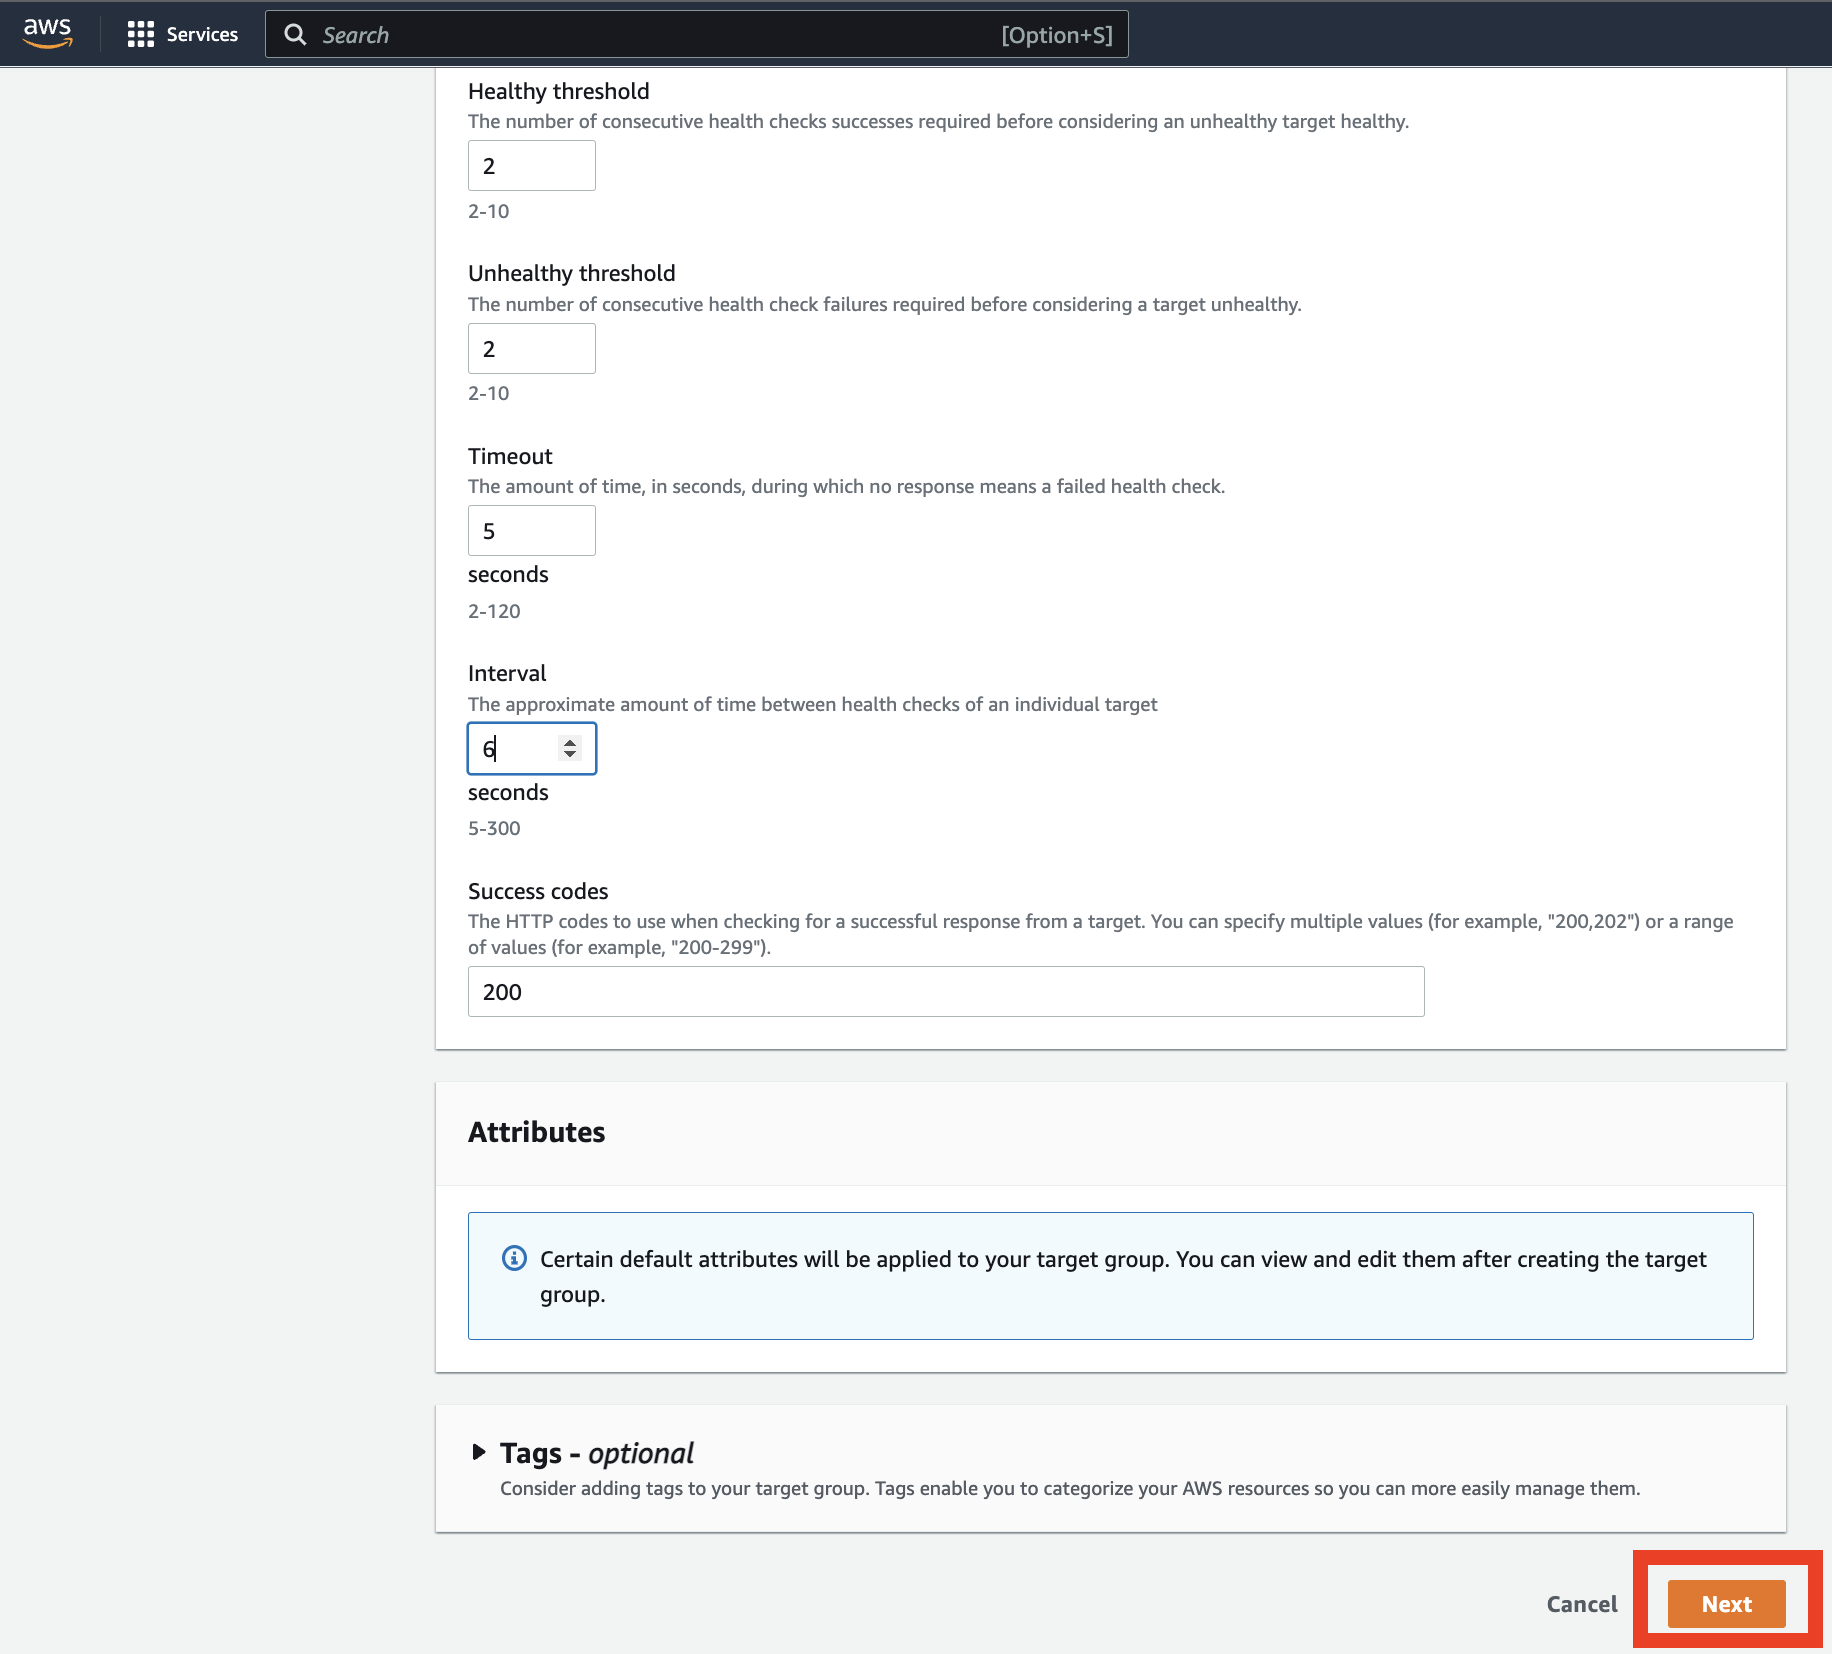 aws
Services
Search
[Option+S]
Healthy threshold
The number of consecutive health checks successes required before considering an unhealthy target healthy.
2
2-10
Unhealthy threshold
The number of consecutive health check failures required before considering a target unhealthy.
2
2-10
Timeout
The amount of time, in seconds, during which no response means a failed health check.
5
seconds
2-120
Interval
The approximate amount of time between health checks of an individual target
6
seconds
5-300
Success codes
The HTTP codes to use when checking for a successful response from a target. You can specify multiple values (for example, "200,202") or a range
of values (for example, "200-299").
200
Attributes
Certain default attributes will be applied to your target group. You can view and edit them after creating the target
group.
Tags - optional
Consider adding tags to your target group. Tags enable you to categorize your AWS resources so you can more easily manage them.
Cancel
Next